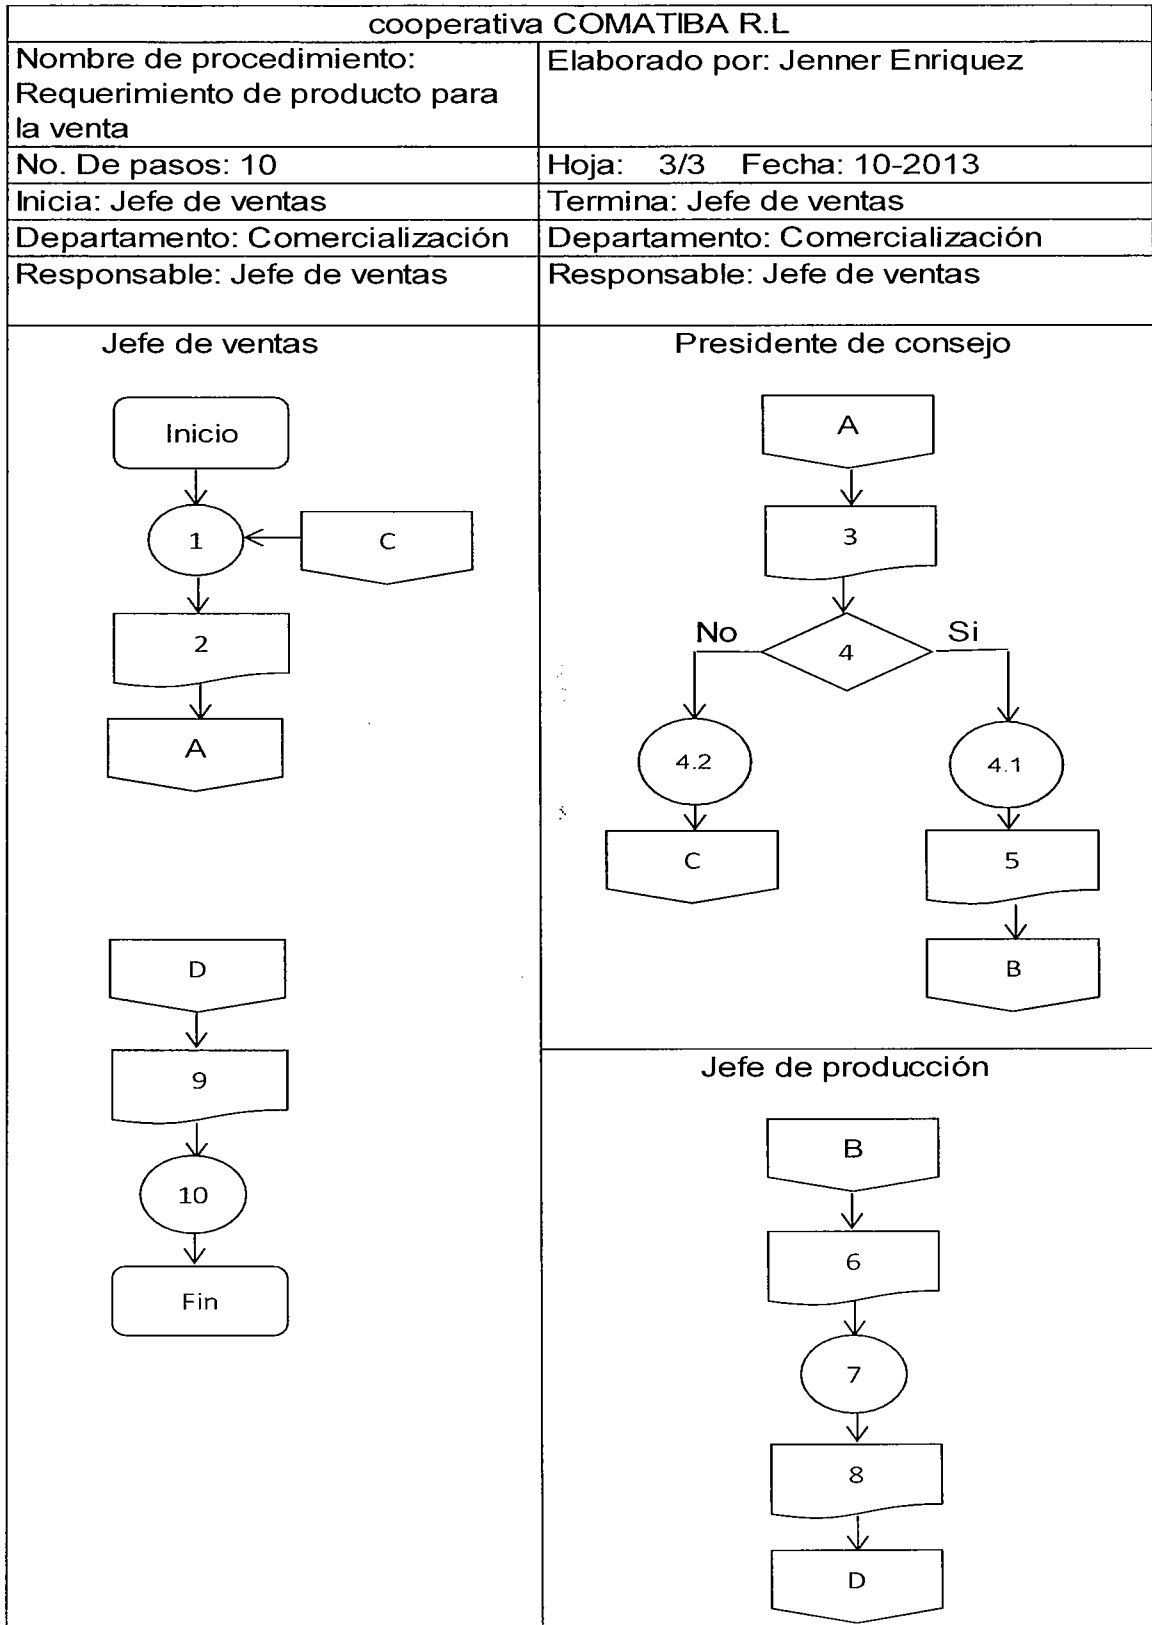 cooperativa COMATIBA R.L
Nombre de procedimiento:
Requerimiento de producto para
la venta
Elaborado por: Jenner Enriquez
No. De pasos: 10
Hoja: 3/3 Fecha: 10-2013
Inicia: Jefe de ventas
Termina: Jefe de ventas
Departamento: Comercialización
Departamento: Comercialización
Responsable: Jefe de ventas
Responsable: Jefe de ventas
Jefe de ventas
Inicio
1
C
2
A
D
9
10
Fin
Presidente de consejo
A
3
No
4
Si
4.2
4.1
C
5
B
Jefe de producción
B
6
7
8
D